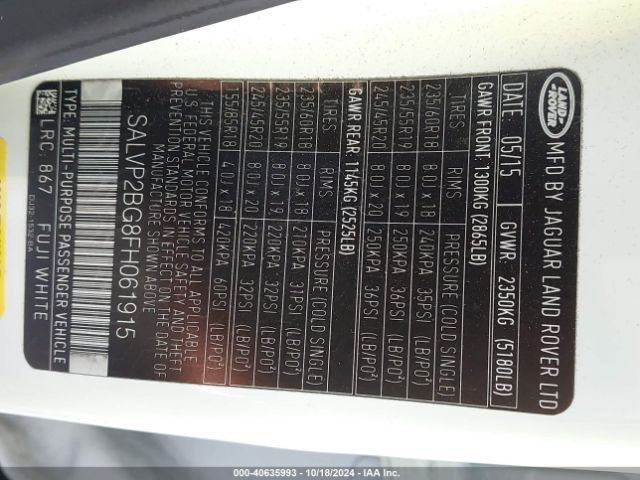 LAND-
ROVER
MFD BY JAGUAR LAND ROVER LTD
DATE: 05/15 GVWR 2350KG (5180LB)
GAWR FRONT: 1300KG (2865LB)
TIRES RIMS PRESSURE (COLD SINGLE)
235/60R18 8.0J x 18 240KPA 35PSI (LB/PO²)
235/55R19 8.0J x 19 250KPA 36PSI (LB/PO²)
245/45R20 8.0J x 20 250KPA 36PSI (LB/PO²)
GAWR REAR: 1145KG (2525LB)
TIRES RIMS PRESSURE (COLD SINGLE)
235/60R18 8.0J x 18 210KPA 31PSI (LB/PO²)
235/55R19 8.0J x 19 220KPA 32PSI (LB/PO²)
245/45R20 8.0J x 20 220KPA 32PSI (LB/PO²)
155/85R18 4.0J x 18 420KPA 60PSI (LB/PO²)
THIS VEHICLE CONFORMS TO ALL APPLICABLE
U.S. FEDERAL MOTOR VEHICLE SAFETY AND THEFT
PREVENTION STANDARDS IN EFFECT ON THE DATE OF
MANUFACTURE SHOWN ABOVE
SALVP2BG8FH061915
TYPE: MULTI-PURPOSE PASSENGER VEHICLE
LRC: 867 FUJI WHITE
000-40635993 - 10/18/2024 - IAA Inc.